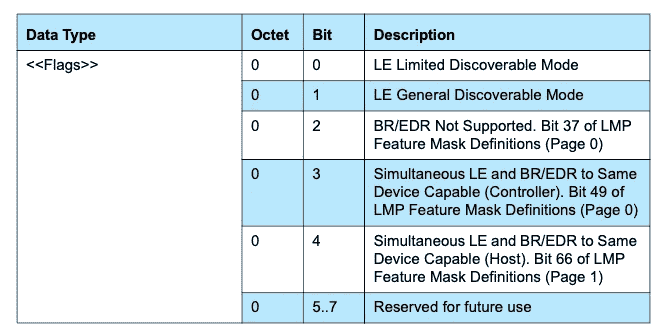 Data Type Octet Bit Description
<<Flags>> 0 0 LE Limited Discoverable Mode
0 1 LE General Discoverable Mode
0 2 BR/EDR Not Supported. Bit 37 of LMP
Feature Mask Definitions (Page 0)
0 3 Simultaneous LE and BR/EDR to Same
Device Capable (Controller). Bit 49 of
LMP Feature Mask Definitions (Page 0)
0 4 Simultaneous LE and BR/EDR to Same
Device Capable (Host). Bit 66 of LMP
Feature Mask Definitions (Page 1)
0 5..7 Reserved for future use